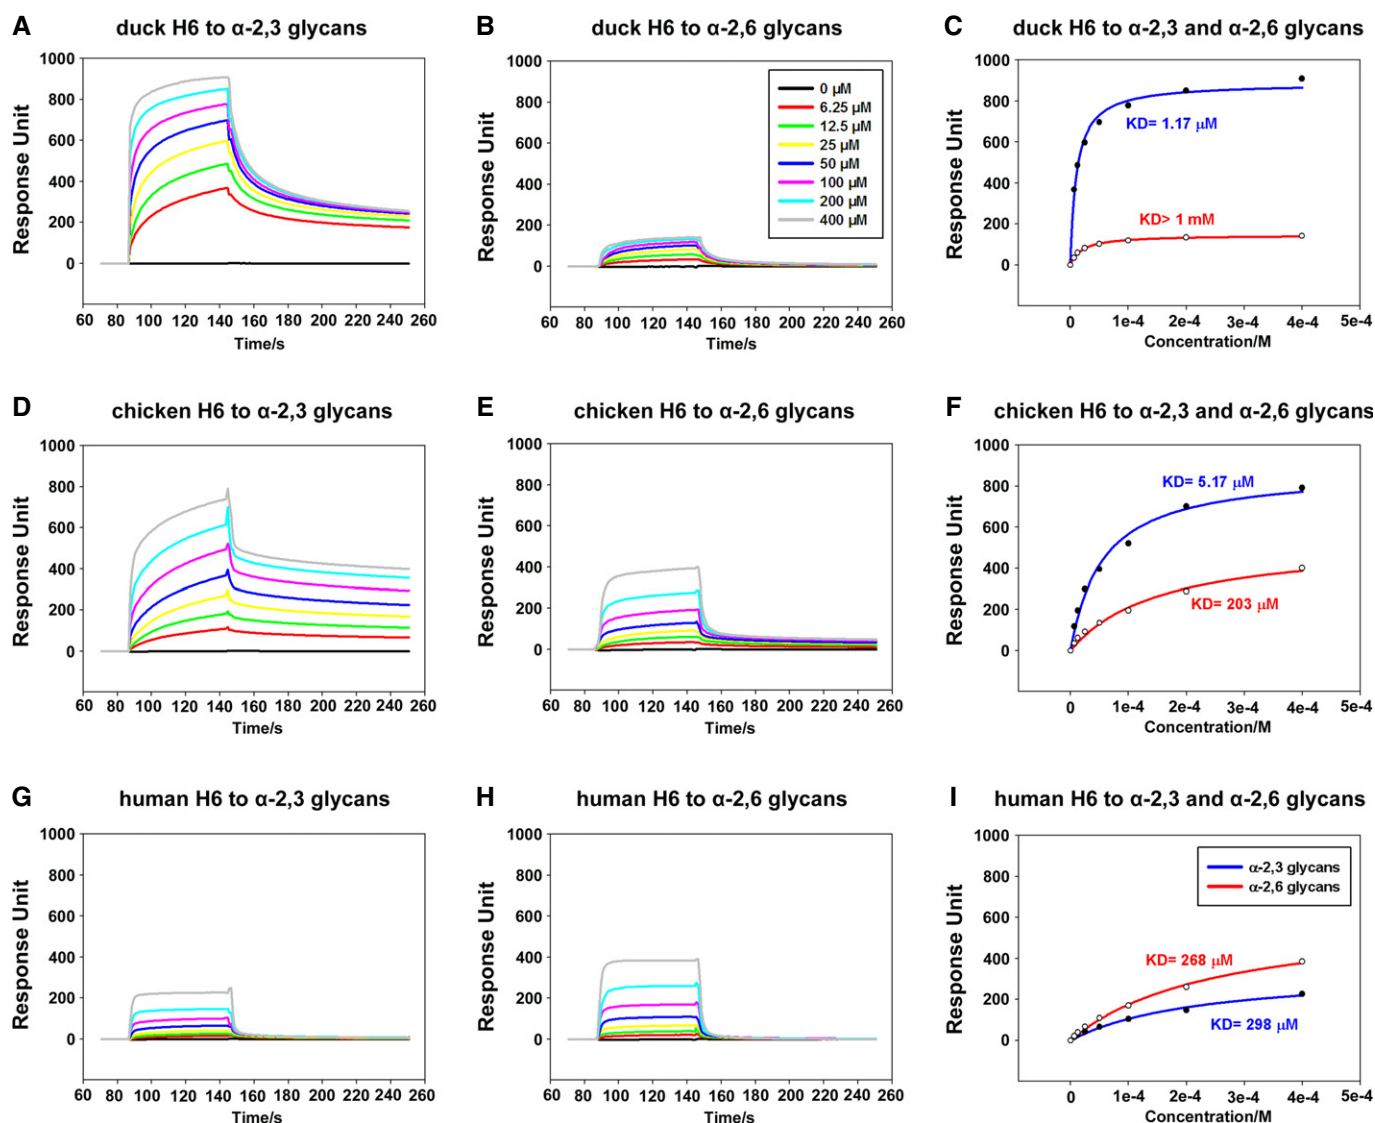 A duck H6 to α-2,3 glycans
1000
800
600
400
200
0
Response Unit
60 80 100 120 140 160 180 200 220 240 260
Time/s
B duck H6 to α-2,6 glycans
1000
800
600
400
200
0
Response Unit
0 µM
6.25 µM
12.5 µM
25 µM
50 µM
100 µM
200 µM
400 µM
60 80 100 120 140 160 180 200 220 240 260
Time/s
C duck H6 to α-2,3 and α-2,6 glycans
1000
800
600
400
200
0
Response Unit
KD= 1.17 µM
KD> 1 mM
0 1e-4 2e-4 3e-4 4e-4 5e-4
Concentration/M
D chicken H6 to α-2,3 glycans
1000
800
600
400
200
0
Response Unit
60 80 100 120 140 160 180 200 220 240 260
Time/s
E chicken H6 to α-2,6 glycans
1000
800
600
400
200
0
Response Unit
60 80 100 120 140 160 180 200 220 240 260
Time/s
F chicken H6 to α-2,3 and α-2,6 glycans
1000
800
600
400
200
0
Response Unit
KD= 5.17 µM
KD= 203 µM
0 1e-4 2e-4 3e-4 4e-4 5e-4
Concentration/M
G human H6 to α-2,3 glycans
1000
800
600
400
200
0
Response Unit
60 80 100 120 140 160 180 200 220 240 260
Time/s
H human H6 to α-2,6 glycans
1000
800
600
400
200
0
Response Unit
60 80 100 120 140 160 180 200 220 240 260
Time/s
I human H6 to α-2,3 and α-2,6 glycans
1000
800
600
400
200
0
Response Unit
α-2,3 glycans
α-2,6 glycans
KD= 268 µM
KD= 298 µM
0 1e-4 2e-4 3e-4 4e-4 5e-4
Concentration/M